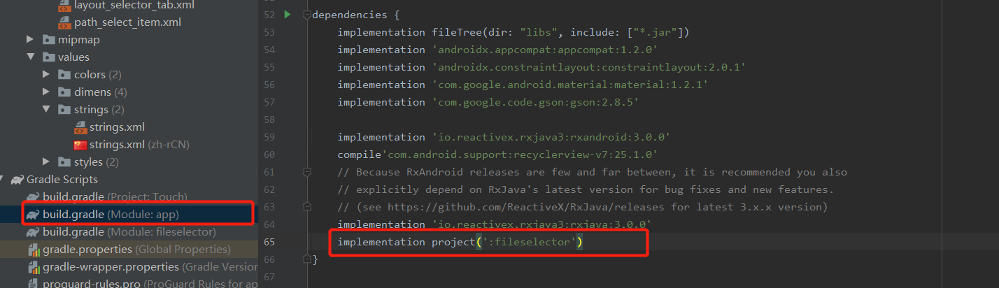 layout_selector_tab.xml
path_select_item.xml
mipmap
values
colors (2)
dimens (4)
strings (2)
strings.xml
strings.xml (zh-rCN)
styles (2)
Gradle Scripts
build.gradle (Project: Touch)
build.gradle (Module: app)
build.gradle (Module: fileselector)
gradle.properties (Global Properties)
gradle-wrapper.properties (Gradle Version
proguard-rules.pro (ProGuard Rules for ap
52 dependencies {
53 implementation fileTree(dir: "libs", include: ["*.jar"])
54 implementation 'androidx.appcompat:appcompat:1.2.0'
55 implementation 'androidx.constraintlayout:constraintlayout:2.0.1'
56 implementation 'com.google.android.material:material:1.2.1'
57 implementation 'com.google.code.gson:gson:2.8.5'
58
59 implementation 'io.reactivex.rxjava3:rxandroid:3.0.0'
60 compile'com.android.support:recyclerview-v7:25.1.0'
61 // Because RxAndroid releases are few and far between, it is recommended you also
62 // explicitly depend on RxJava's latest version for bug fixes and new features.
63 // (see https://github.com/ReactiveX/RxJava/releases for latest 3.x.x version)
64 implementation 'io.reactivex.rxjava3:rxjava:3.0.0'
65 implementation project(':fileselector')
66 }
67